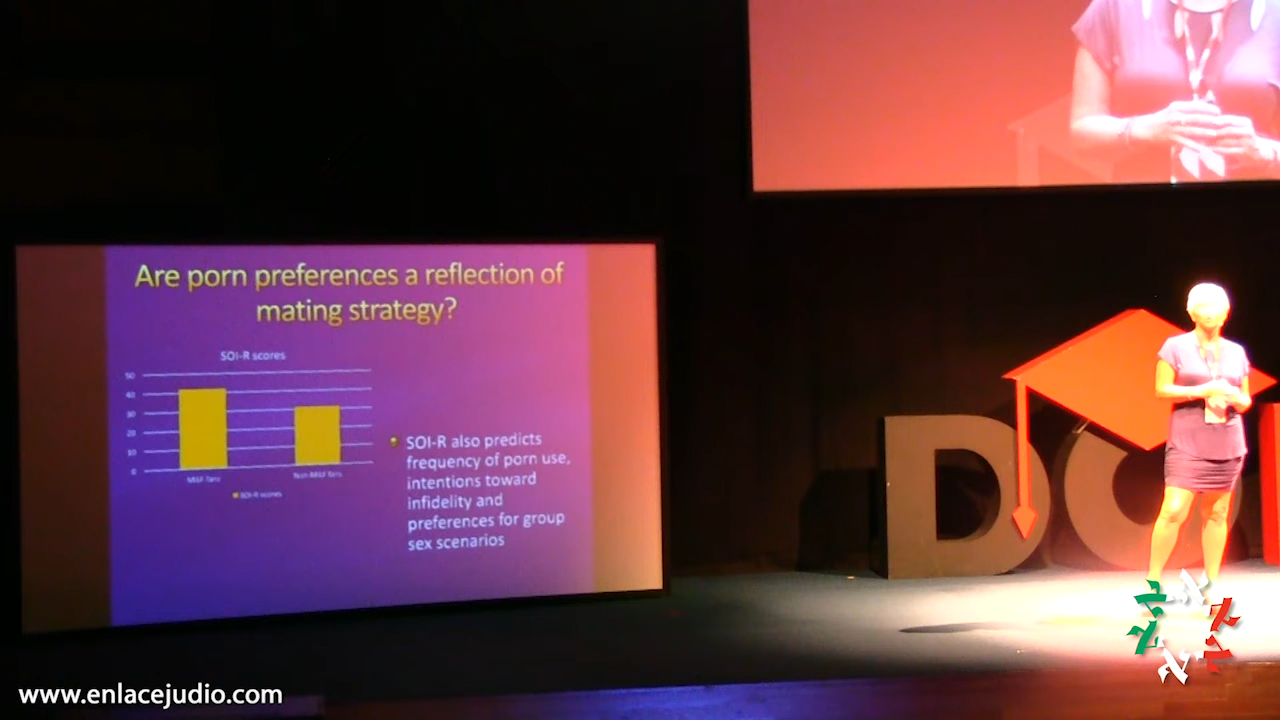 Are porn preferences a reflection of
mating strategy?
SOI-R scores
50
40
30
20
10
0
MILF fans
Non-MILF fans
SOI-R scores
SOI-R also predicts
frequency of porn use,
intentions toward
infidelity and
preferences for group
sex scenarios
DO
www.enlacejudio.com